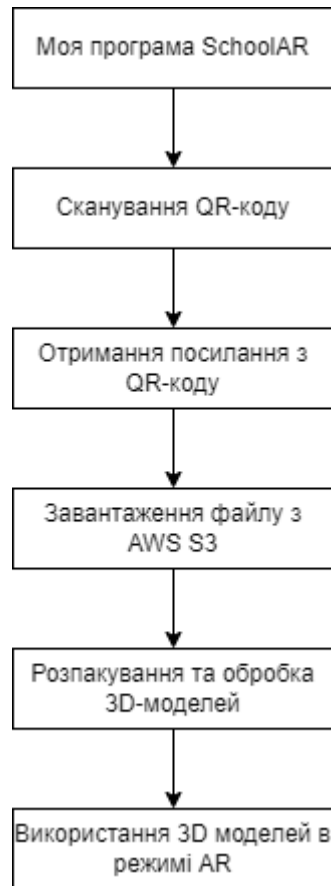 Моя програма SchoolAR
Сканування QR-коду
Отримання посилання з
QR-коду
Завантаження файлу з
AWS S3
Розпакування та обробка
3D-моделей
Використання 3D моделей в
режимі AR